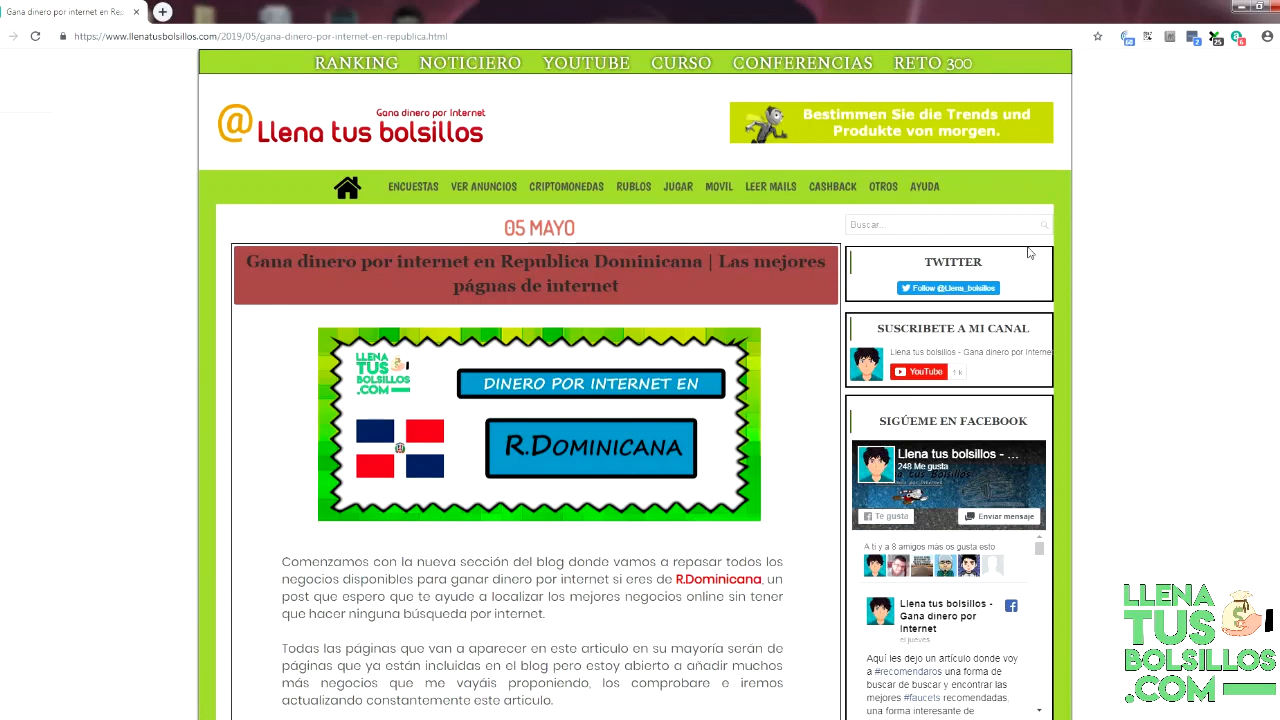 Gana dinero por internet en Re
https://www.llenatusbolsillos.com/2019/05/gana-dinero-por-internet-en-republica.html
RANKING NOTICIERO YOUTUBE CURSO CONFERENCIAS RETO 300
Gana dinero por Internet
@Llena tus bolsillos
Bestimmen Sie die Trends und
Produkte von morgen.
ENCUESTAS VER ANUNCIOS CRIPTOMONEDAS RUBLOS JUGAR MOVIL LEER MAILS CASHBACK OTROS AYUDA
05 MAYO
Gana dinero por internet en Republica Dominicana | Las mejores
págnas de internet
LLENA
TUS
BOLSILLOS
.COM
DINERO POR INTERNET EN
R.DOMINICANA
Comenzamos con la nueva sección del blog donde vamos a repasar todos los
negocios disponibles para ganar dinero por internet si eres de R.Dominicana, un
post que espero que te ayude a localizar los mejores negocios online sin tener
que hacer ninguna búsqueda por internet.
Todas las páginas que van a aparecer en este articulo en su mayoría serán de
páginas que ya están incluidas en el blog pero estoy abierto a añadir muchos
más negocios que me vayáis proponiendo, los comprobare e iremos
actualizando constantemente este articulo.
Buscar...
TWITTER
Follow @Llena_bolsillos
SUSCRIBETE A MI CANAL
Llena tus bolsillos - Gana dinero por Interne
YouTube 1 k
SIGÚEME EN FACEBOOK
Llena tus bolsillos - ...
248 Me gusta
Te gusta Enviar mensaje
A ti y a 8 amigos más os gusta esto
Llena tus bolsillos -
Gana dinero por
Internet
el jueves
Aquí les dejo un artículo donde voy
a #recomendaros una forma de
buscar de buscar y encontrar las
mejores #faucets recomendadas,
una forma interesante de
LLENA
TUS
BOLSILLOS
.COM